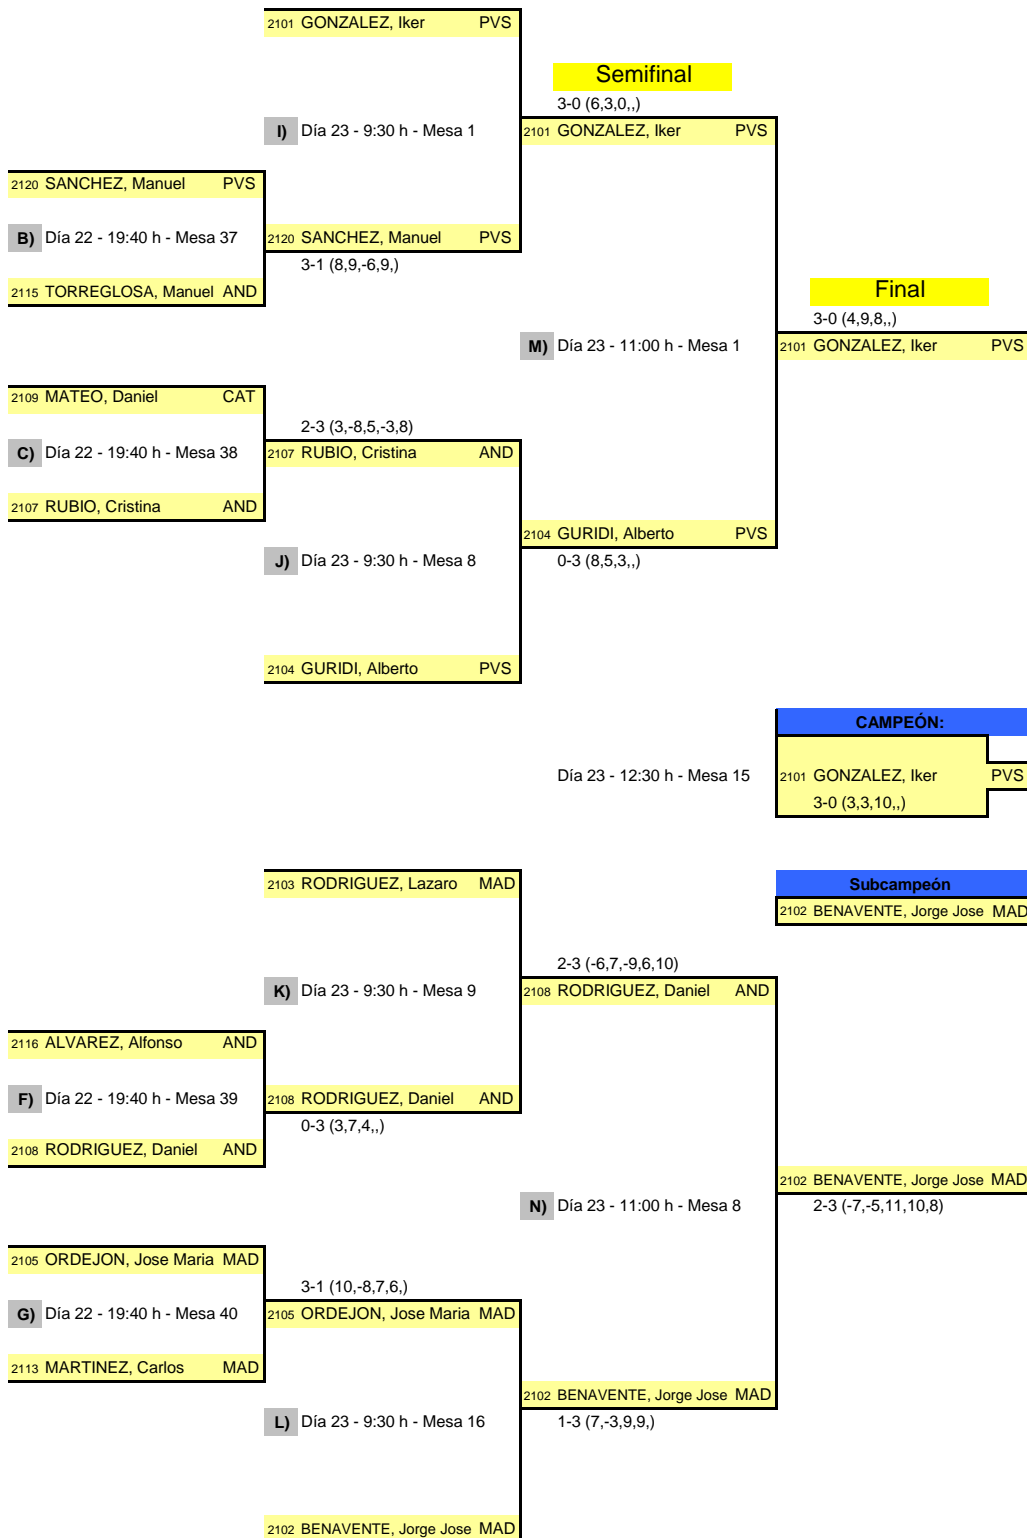 2101 GONZALEZ, Iker PVS
Semifinal
3-0 (6,3,0,,)
I) Día 23 - 9:30 h - Mesa 1
2101 GONZALEZ, Iker PVS
2120 SANCHEZ, Manuel PVS
B) Día 22 - 19:40 h - Mesa 37
2120 SANCHEZ, Manuel PVS
3-1 (8,9,-6,9,)
2115 TORREGLOSA, Manuel AND
Final
3-0 (4,9,8,,)
M) Día 23 - 11:00 h - Mesa 1
2101 GONZALEZ, Iker PVS
2109 MATEO, Daniel CAT
2-3 (3,-8,5,-3,8)
C) Día 22 - 19:40 h - Mesa 38
2107 RUBIO, Cristina AND
2107 RUBIO, Cristina AND
2104 GURIDI, Alberto PVS
J) Día 23 - 9:30 h - Mesa 8
0-3 (8,5,3,,)
2104 GURIDI, Alberto PVS
CAMPEÓN:
Día 23 - 12:30 h - Mesa 15
2101 GONZALEZ, Iker PVS
3-0 (3,3,10,,)
2103 RODRIGUEZ, Lazaro MAD
Subcampeón
2102 BENAVENTE, Jorge Jose MAD
2-3 (-6,7,-9,6,10)
K) Día 23 - 9:30 h - Mesa 9
2108 RODRIGUEZ, Daniel AND
2116 ALVAREZ, Alfonso AND
F) Día 22 - 19:40 h - Mesa 39
2108 RODRIGUEZ, Daniel AND
0-3 (3,7,4,,)
2108 RODRIGUEZ, Daniel AND
2102 BENAVENTE, Jorge Jose MAD
N) Día 23 - 11:00 h - Mesa 8
2-3 (-7,-5,11,10,8)
2105 ORDEJON, Jose Maria MAD
3-1 (10,-8,7,6,)
G) Día 22 - 19:40 h - Mesa 40
2105 ORDEJON, Jose Maria MAD
2113 MARTINEZ, Carlos MAD
2102 BENAVENTE, Jorge Jose MAD
L) Día 23 - 9:30 h - Mesa 16
1-3 (7,-3,9,9,)
2102 BENAVENTE, Jorge Jose MAD